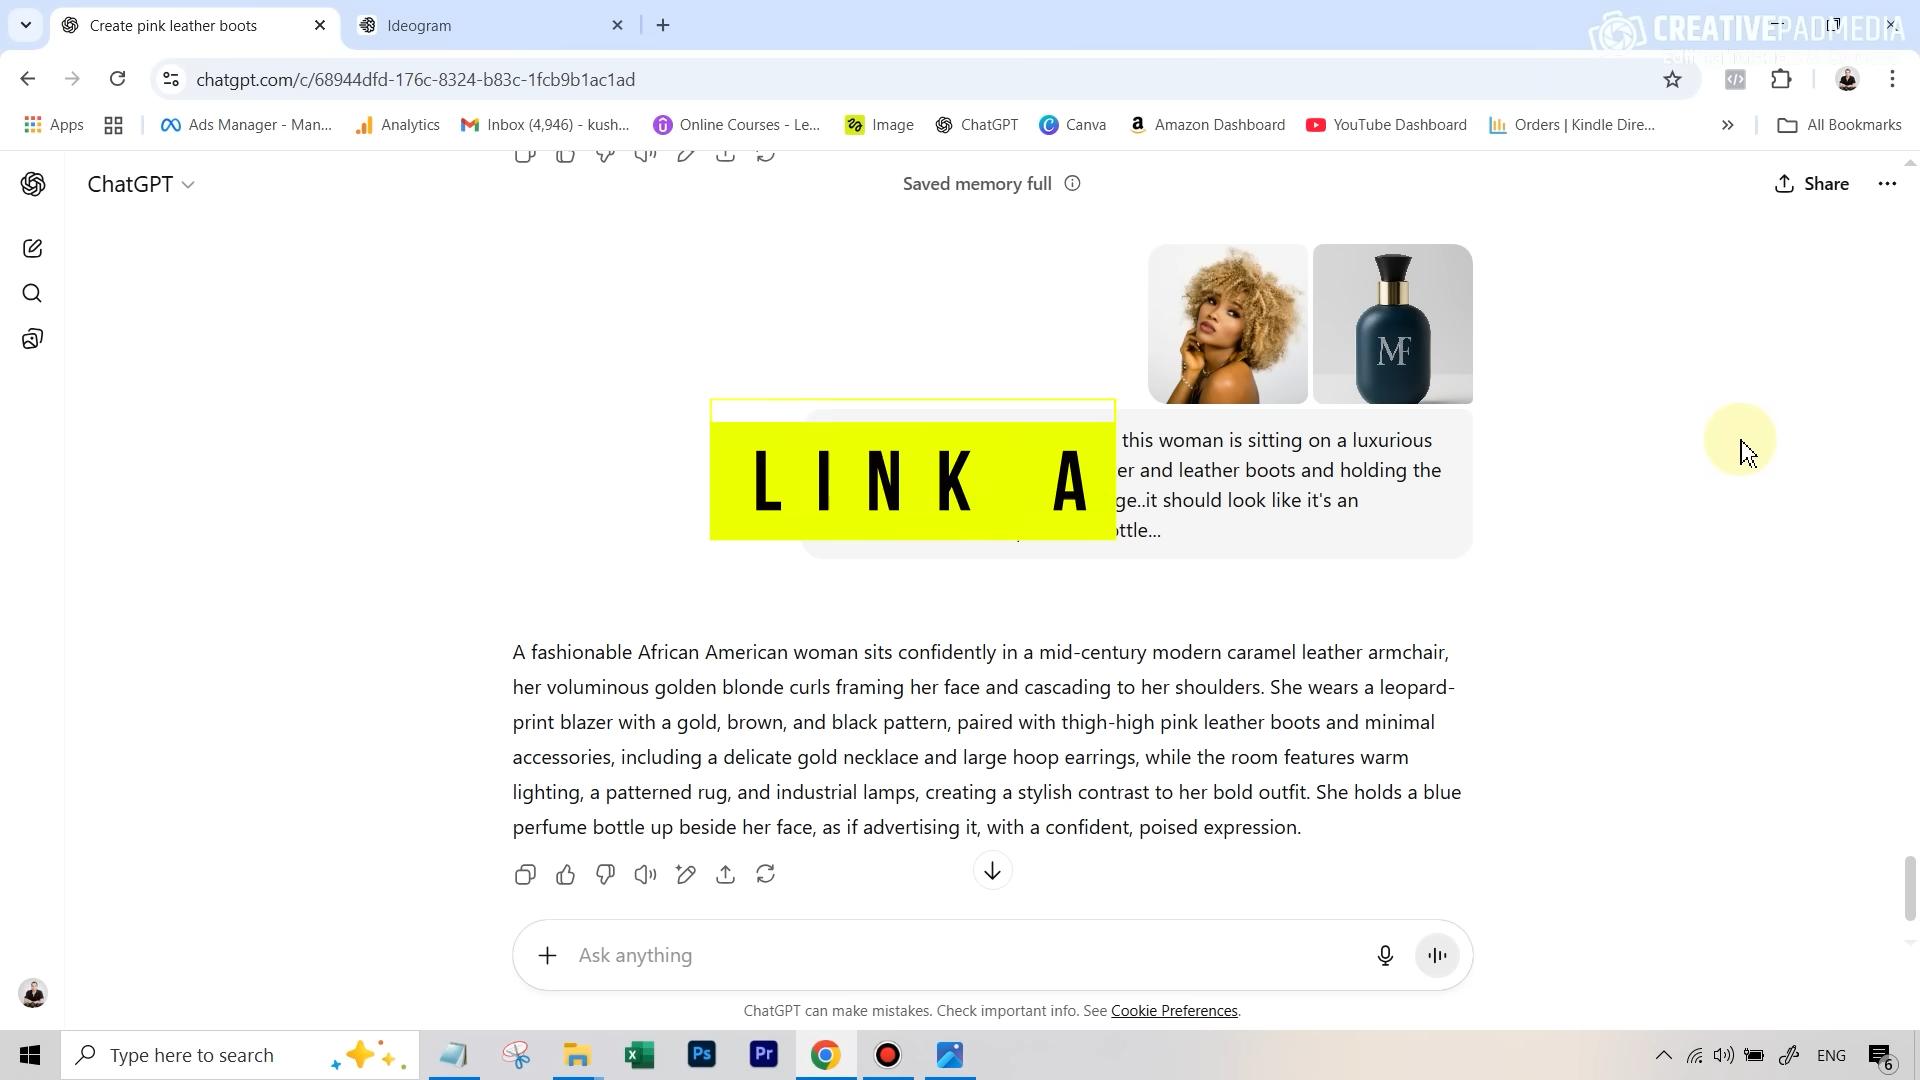 Create pink leather boots
Ideogram
CREATIVEPADMEDIA
chatgpt.com/c/68944dfd-176c-8324-b83c-1fcb9b1ac1ad
Apps
Ads Manager - Man...
Analytics
Inbox (4,946) - kush...
Online Courses - Le...
Image
ChatGPT
Canva
Amazon Dashboard
YouTube Dashboard
Orders | Kindle Dire...
All Bookmarks
ChatGPT
Saved memory full
Share
MF
this woman is sitting on a luxurious
er and leather boots and holding the
ge..it should look like it's an
ttle...
LINK A
A fashionable African American woman sits confidently in a mid-century modern caramel leather armchair,
her voluminous golden blonde curls framing her face and cascading to her shoulders. She wears a leopard-
print blazer with a gold, brown, and black pattern, paired with thigh-high pink leather boots and minimal
accessories, including a delicate gold necklace and large hoop earrings, while the room features warm
lighting, a patterned rug, and industrial lamps, creating a stylish contrast to her bold outfit. She holds a blue
perfume bottle up beside her face, as if advertising it, with a confident, poised expression.
Ask anything
ChatGPT can make mistakes. Check important info. See Cookie Preferences.
Type here to search
Ps
Pr
ENG
6